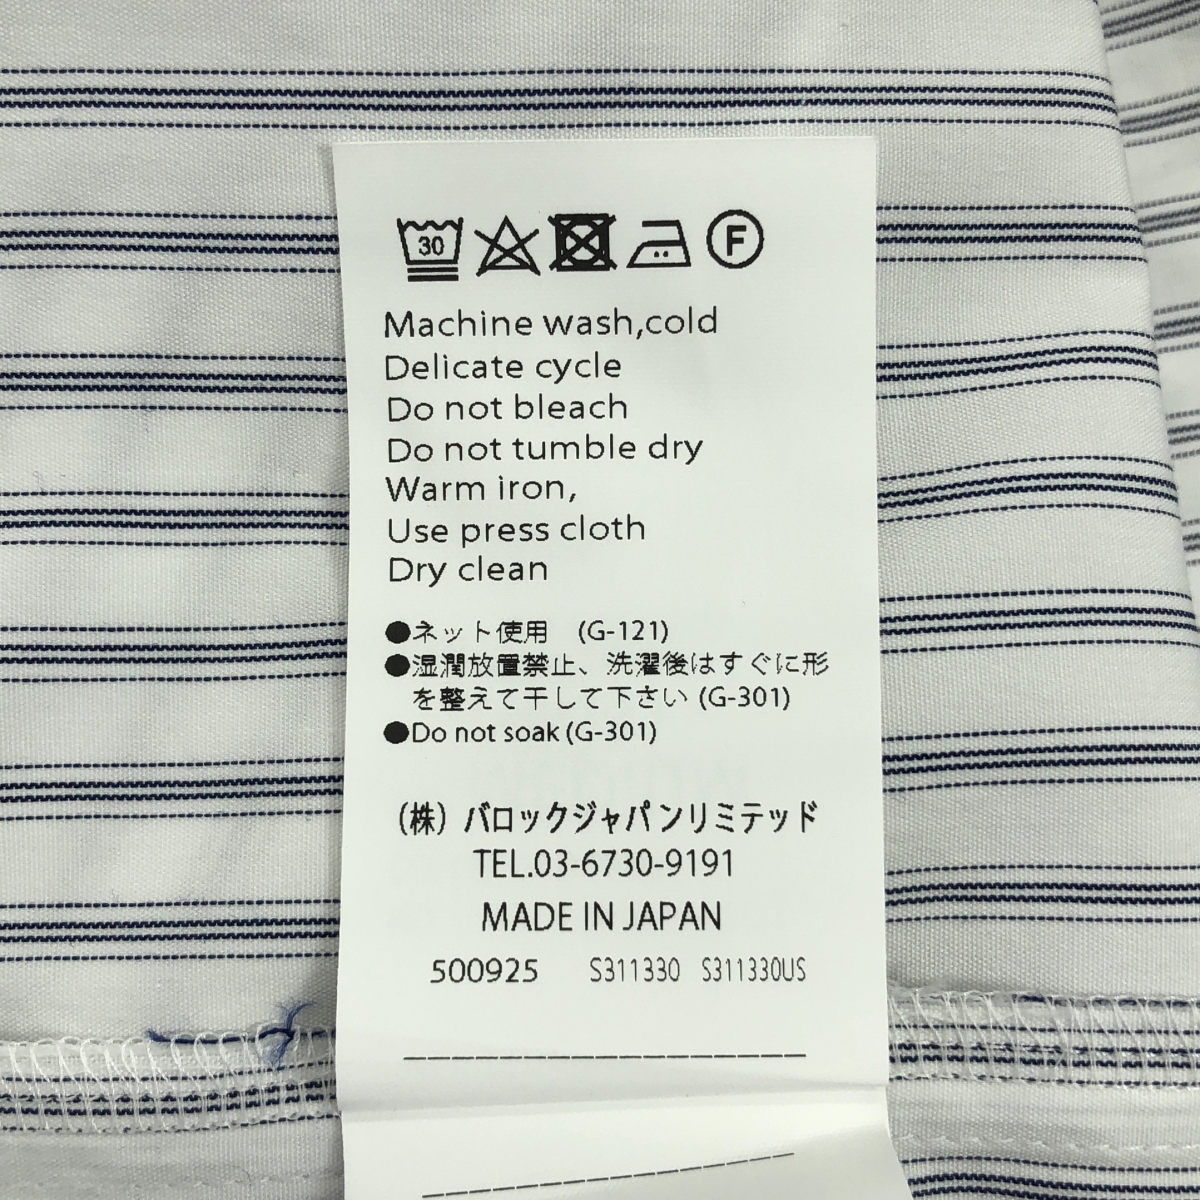 30 F
Machine wash,cold
Delicate cycle
Do not bleach
Do not tumble dry
Warm iron,
Use press cloth
Dry clean
●ネット使用 (G-121)
●湿潤放置禁止、洗濯後はすぐに形
を整えて干して下さい (G-301)
●Do not soak (G-301)
(株) バロックジャパンリミテッド
TEL.03-6730-9191
MADE IN JAPAN
500925 S311330 S311330US